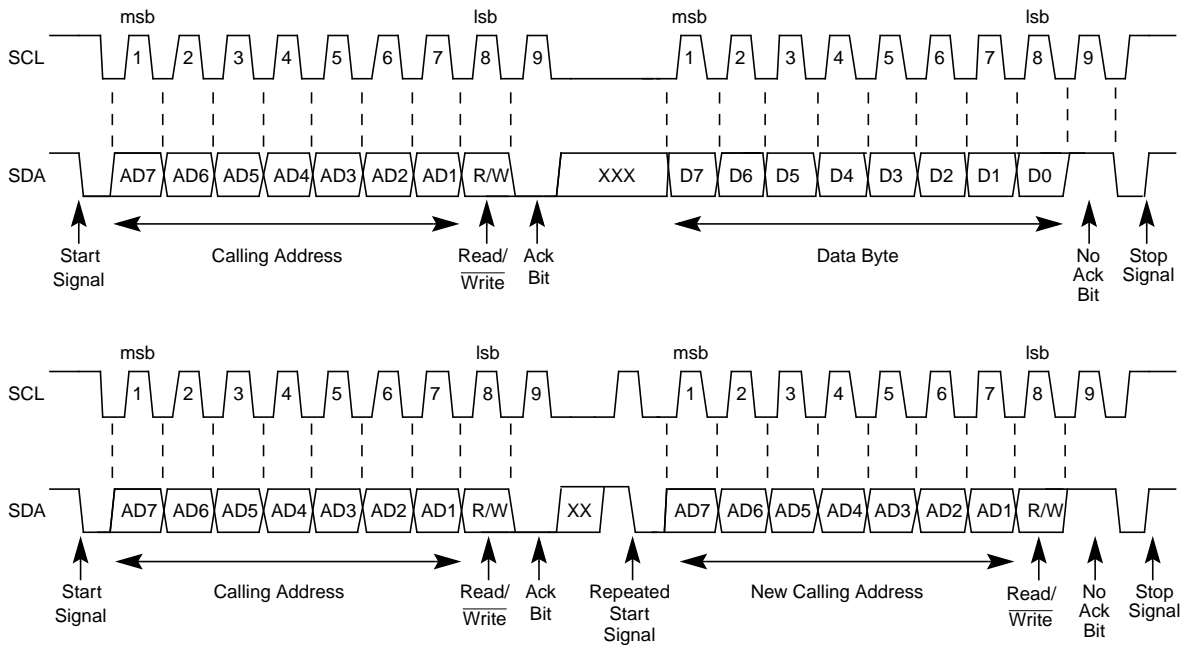 msb lsb msb lsb
SCL 1 2 3 4 5 6 7 8 9 1 2 3 4 5 6 7 8 9
SDA AD7 AD6 AD5 AD4 AD3 AD2 AD1 R/W XXX D7 D6 D5 D4 D3 D2 D1 D0
Start
Signal
Calling Address
Read/
Write
Ack
Bit
Data Byte
No
Ack
Bit
Stop
Signal
msb lsb msb lsb
SCL 1 2 3 4 5 6 7 8 9 1 2 3 4 5 6 7 8 9
SDA AD7 AD6 AD5 AD4 AD3 AD2 AD1 R/W XX AD7 AD6 AD5 AD4 AD3 AD2 AD1 R/W
Start
Signal
Calling Address
Read/
Write
Ack
Bit
Repeated
Start
Signal
New Calling Address
Read/
Write
No
Ack
Bit
Stop
Signal